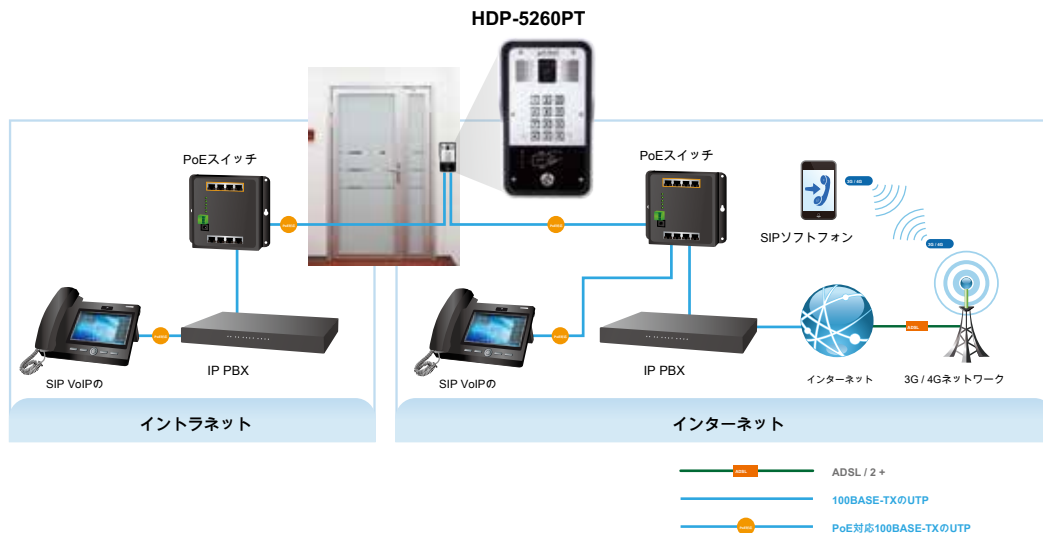 HDP-5260PT
PoEスイッチ
PoEスイッチ
3G / 4G
SIPソフトフォン
3G / 4G
ADSL
SIP VoIPの
IP PBX
SIP VoIPの
IP PBX
インターネット
3G / 4Gネットワーク
イントラネット
インターネット
ADSL
ADSL / 2 +
100BASE-TXのUTP
PoE対応100BASE-TXのUTP